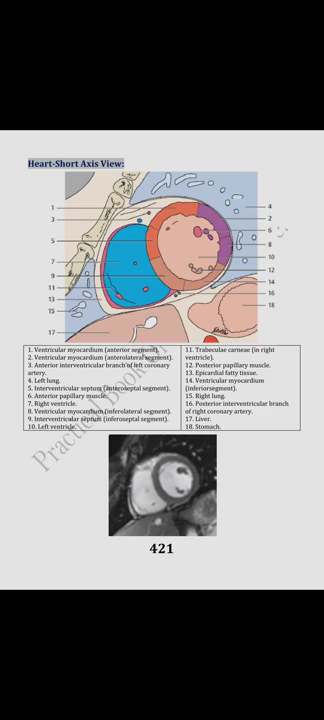 Heart-Short Axis View:
1
3
5
7
9
11
13
15
17
4
2
6
8
10
12
14
16
18
1. Ventricular myocardium (anterior segment).
2. Ventricular myocardium (anterolateral segment).
3. Anterior interventricular branch of left coronary
artery.
4. Left lung.
5. Interventricular septum (anteroseptal segment).
6. Anterior papillary muscle.
7. Right ventricle.
8. Ventricular myocardium (inferolateral segment).
9. Interventricular septum (inferoseptal segment).
10. Left ventricle.
11. Trabeculae carneae (in right
ventricle).
12. Posterior papillary muscle.
13. Epicardial fatty tissue.
14. Ventricular myocardium
(inferiorsegment).
15. Right lung.
16. Posterior interventricular branch
of right coronary artery.
17. Liver.
18. Stomach.
421